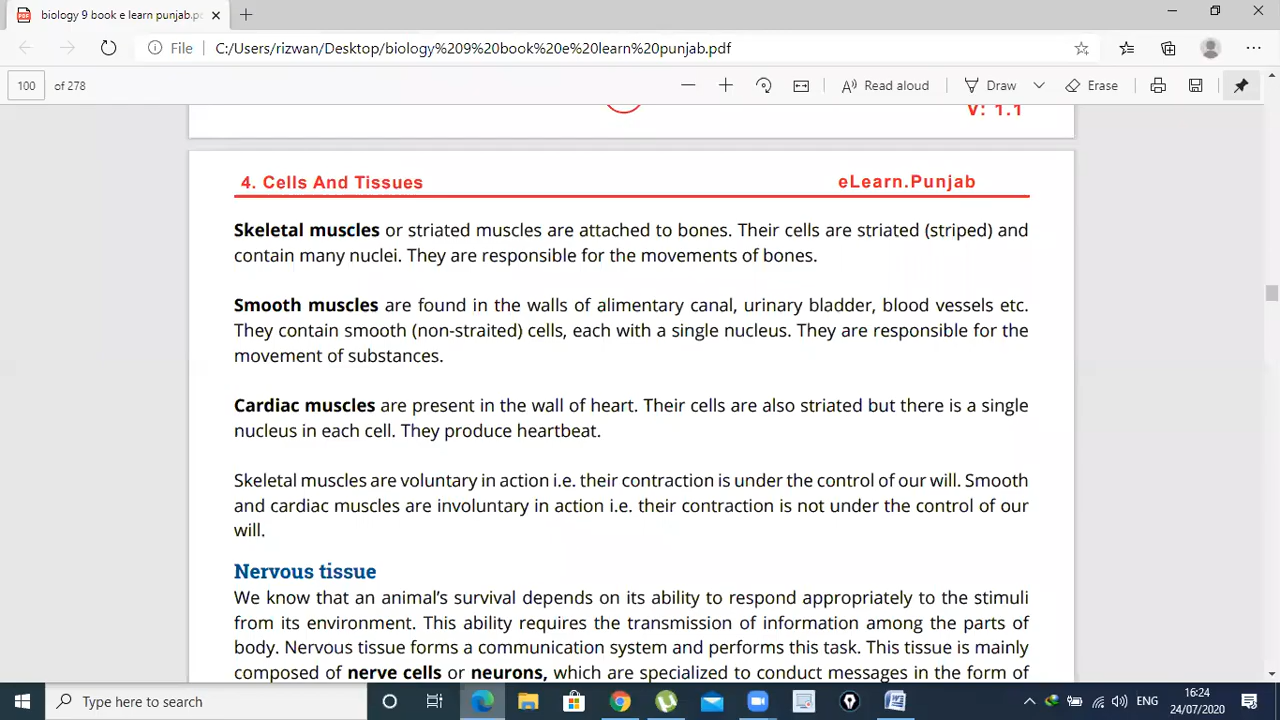 biology 9 book e learn punjab.pd
File
C:/Users/rizwan/Desktop/biology%209%20book%20e%20learn%20punjab.pdf
100 of 278
Read aloud
Draw
Erase
V: 1.1
4. Cells And Tissues eLearn.Punjab
Skeletal muscles or striated muscles are attached to bones. Their cells are striated (striped) and
contain many nuclei. They are responsible for the movements of bones.
Smooth muscles are found in the walls of alimentary canal, urinary bladder, blood vessels etc.
They contain smooth (non-straited) cells, each with a single nucleus. They are responsible for the
movement of substances.
Cardiac muscles are present in the wall of heart. Their cells are also striated but there is a single
nucleus in each cell. They produce heartbeat.
Skeletal muscles are voluntary in action i.e. their contraction is under the control of our will. Smooth
and cardiac muscles are involuntary in action i.e. their contraction is not under the control of our
will.
Nervous tissue
We know that an animal's survival depends on its ability to respond appropriately to the stimuli
from its environment. This ability requires the transmission of information among the parts of
body. Nervous tissue forms a communication system and performs this task. This tissue is mainly
composed of nerve cells or neurons, which are specialized to conduct messages in the form of
Type here to search
ENG
16:24
24/07/2020